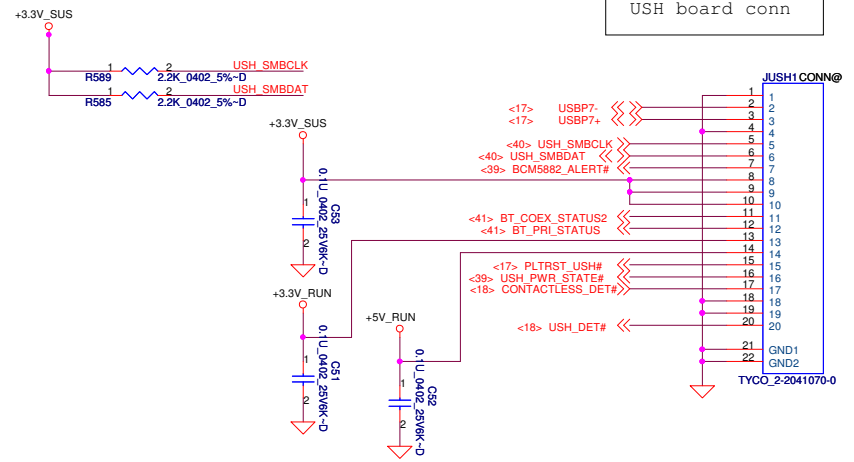 USH board conn
+3.3V_SUS
1 2 USH_SMBCLK
R589 2.2K_0402_5%~D
1 2 USH_SMBDAT
R585 2.2K_0402_5%~D
JUSH1 CONN@
+3.3V_SUS
1 1
<17> USBP7- 2 2
<17> USBP7+ 3 3
4 4
<40> USH_SMBCLK 5 5
<40> USH_SMBDAT 6 6
<39> BCM5882_ALERT# 7 7
8 8
9 9
10 10
<41> BT_COEX_STATUS2 11 11
<41> BT_PRI_STATUS 12 12
13 13
14 14
<17> PLTRST_USH# 15 15
<39> USH_PWR_STATE# 16 16
<18> CONTACTLESS_DET# 17 17
18 18
19 19
<18> USH_DET# 20 20
21 GND1
22 GND2
TYCO_2-2041070-0
1
2
C53
0.1U_0402_25V6K~D
+3.3V_RUN
1
2
C51
0.1U_0402_25V6K~D
+5V_RUN
1
2
C52
0.1U_0402_25V6K~D